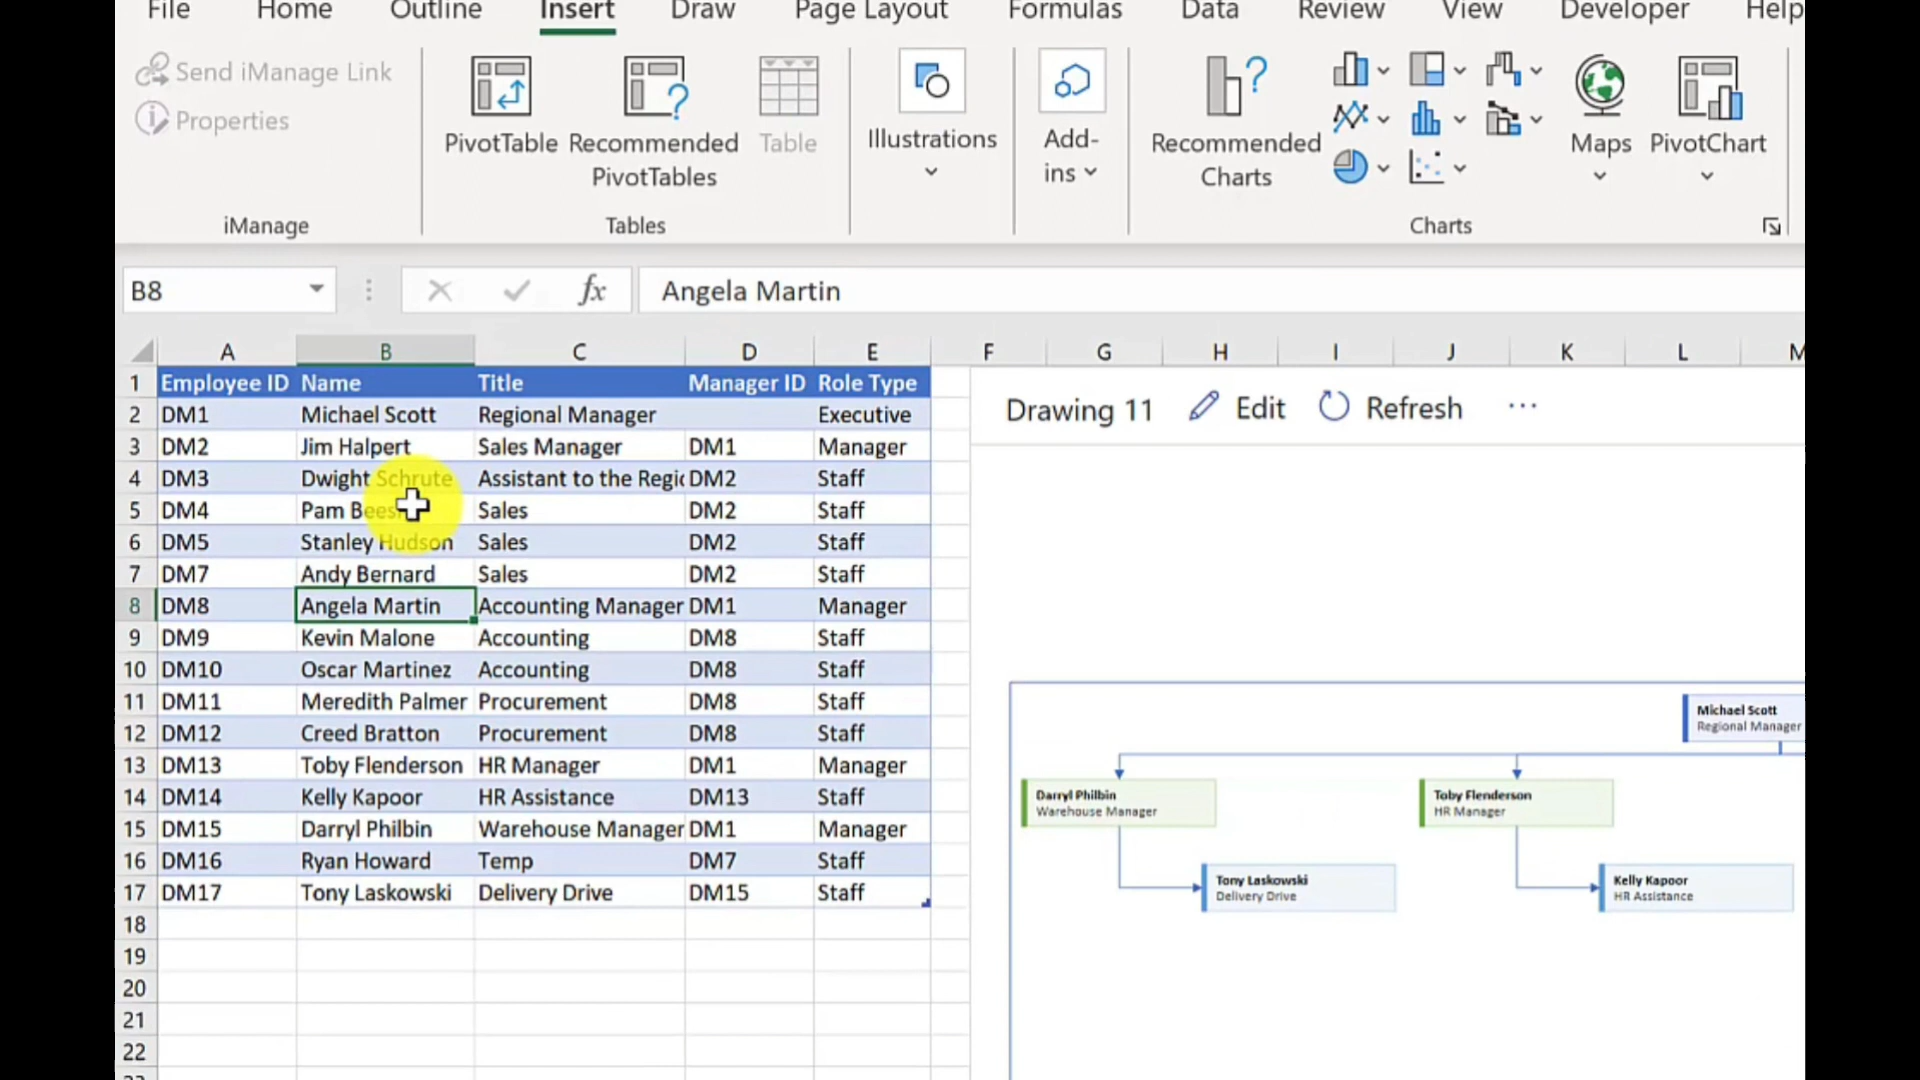 File Home Outline Insert Draw Page Layout Formulas Data Review View Developer Help
Send iManage Link
Properties
iManage
PivotTable
Recommended
PivotTables
Table
Tables
Illustrations
Add-
ins
Recommended
Charts
Maps
PivotChart
Charts
B8 fx Angela Martin
A B C D E F G H I J K L M
1 Employee ID Name Title Manager ID Role Type
2 DM1 Michael Scott Regional Manager Executive
3 DM2 Jim Halpert Sales Manager DM1 Manager
4 DM3 Dwight Schrute Assistant to the Regi DM2 Staff
5 DM4 Pam Bees Sales DM2 Staff
6 DM5 Stanley Hudson Sales DM2 Staff
7 DM7 Andy Bernard Sales DM2 Staff
8 DM8 Angela Martin Accounting Manager DM1 Manager
9 DM9 Kevin Malone Accounting DM8 Staff
10 DM10 Oscar Martinez Accounting DM8 Staff
11 DM11 Meredith Palmer Procurement DM8 Staff
12 DM12 Creed Bratton Procurement DM8 Staff
13 DM13 Toby Flenderson HR Manager DM1 Manager
14 DM14 Kelly Kapoor HR Assistance DM13 Staff
15 DM15 Darryl Philbin Warehouse Manager DM1 Manager
16 DM16 Ryan Howard Temp DM7 Staff
17 DM17 Tony Laskowski Delivery Drive DM15 Staff
18
19
20
21
22
Drawing 11 Edit Refresh ...
Michael Scott
Regional Manager
Darryl Philbin
Warehouse Manager
Toby Flenderson
HR Manager
Tony Laskowski
Delivery Drive
Kelly Kapoor
HR Assistance